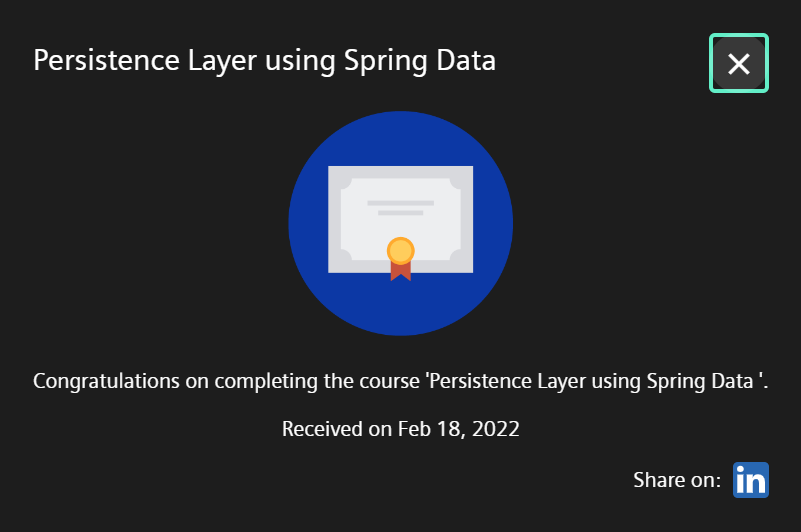 Persistence Layer using Spring Data
Congratulations on completing the course 'Persistence Layer using Spring Data '.
Received on Feb 18, 2022
Share on: in